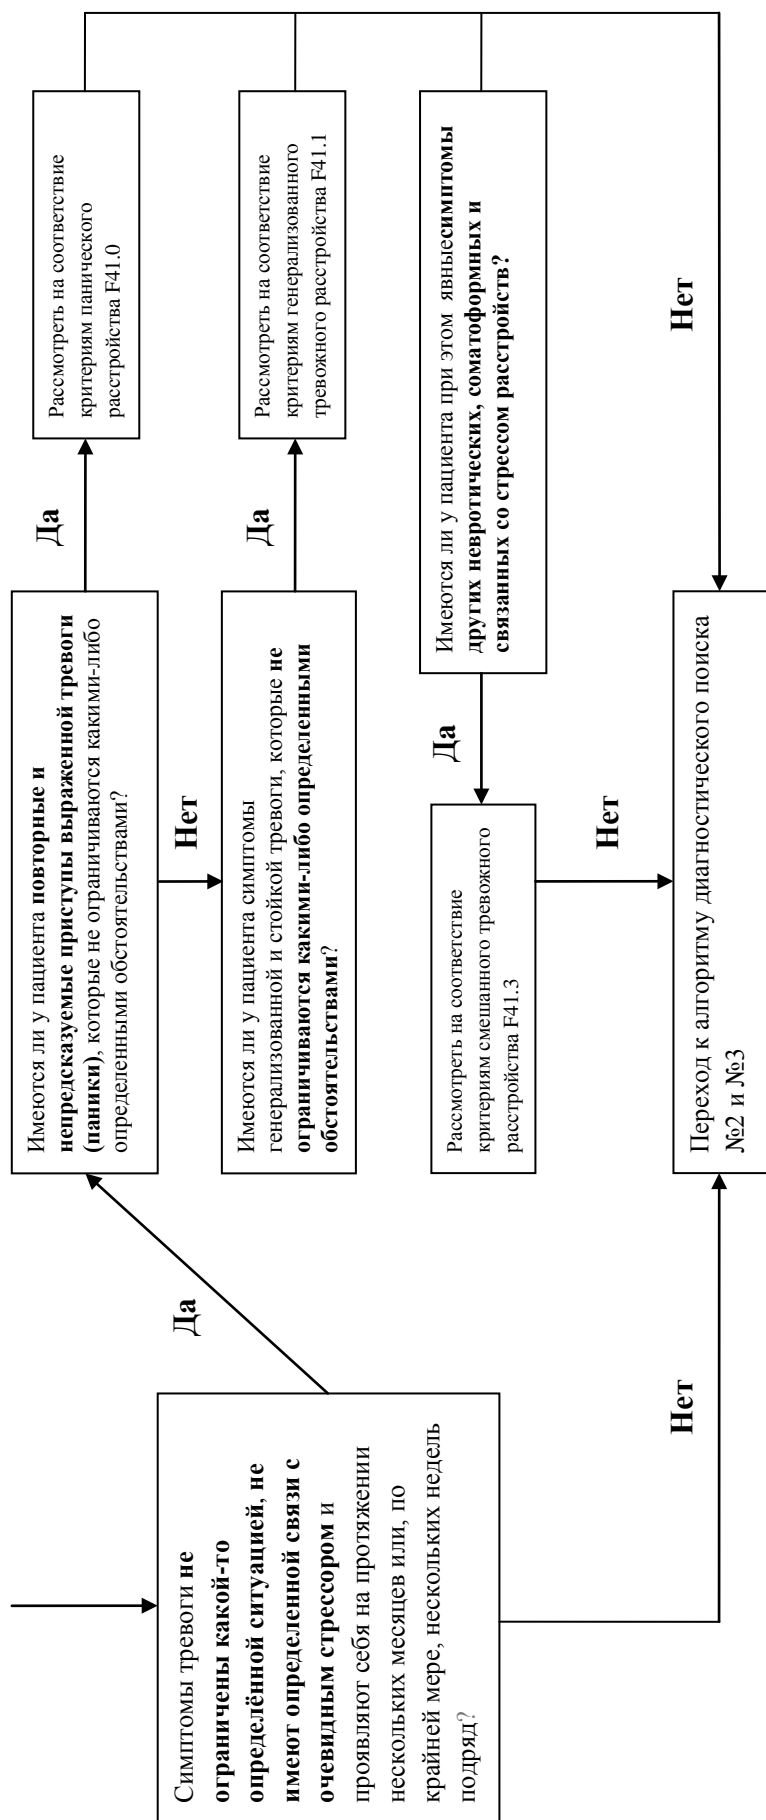 Симптомы тревоги не
ограничены какой-то
определённой ситуацией, не
имеют определенной связи с
очевидным стрессором и
проявляют себя на протяжении
нескольких месяцев или, по
крайней мере, нескольких недель
подряд?
Да
Нет
Имеются ли у пациента повторные и
непредсказуемые приступы выраженной тревоги
(паники), которые не ограничиваются какими-либо
определенными обстоятельствами?
Да
Рассмотреть на соответствие
критериям панического
расстройства F41.0
Нет
Имеются ли у пациента симптомы
генерализованной и стойкой тревоги, которые не
ограничиваются какими-либо определенными
обстоятельствами?
Да
Рассмотреть на соответствие
критериям генерализованного
тревожного расстройства F41.1
Имеются ли у пациента при этом явныесимптомы
других невротических, соматоформных и
связанных со стрессом расстройств?
Да
Рассмотреть на соответствие
критериям смешанного тревожного
расстройства F41.3
Нет
Нет
Переход к алгоритму диагностического поиска
№2 и №3